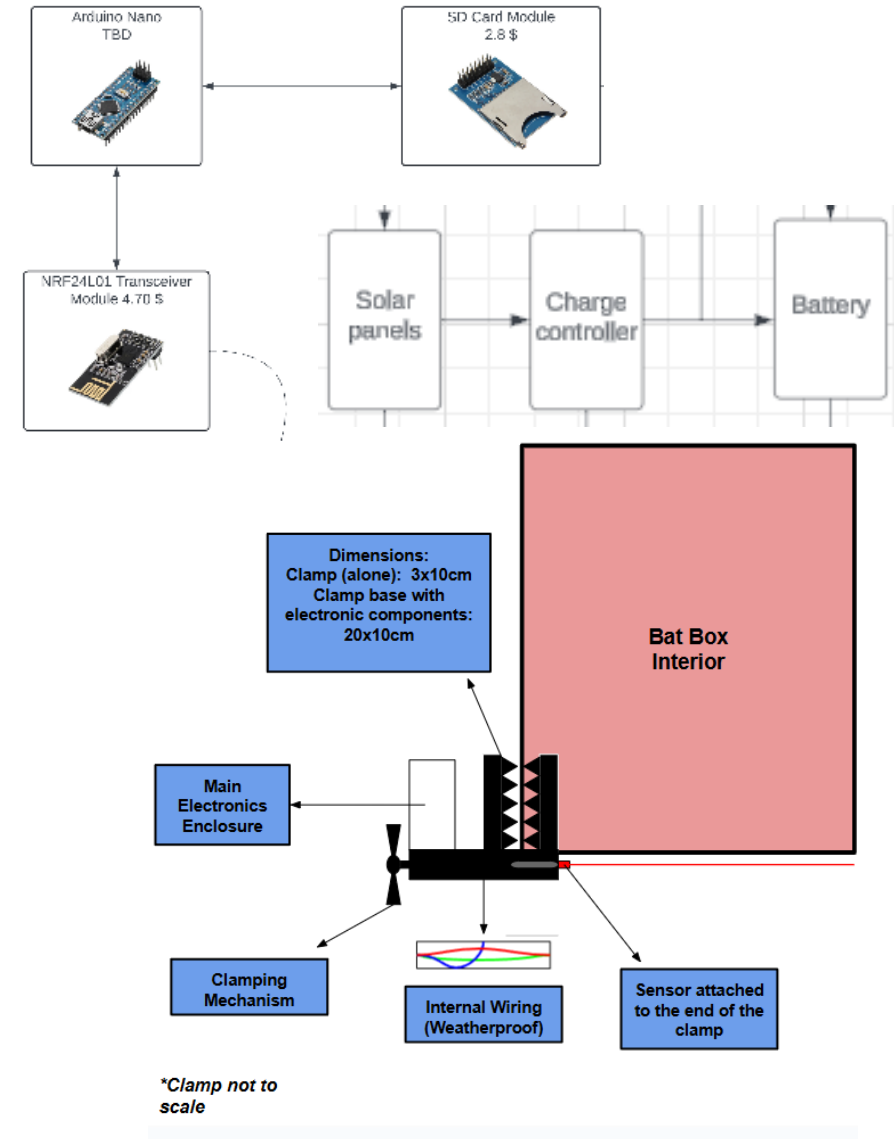 Arduino Nano
TBD
SD Card Module
2.8 $
NRF24L01 Transceiver
Module 4.70 $
Solar
panels
Charge
controller
Battery
Dimensions:
Clamp (alone):  3x10cm
Clamp base with
electronic components:
20x10cm
Bat Box
Interior
Main
Electronics
Enclosure
Clamping
Mechanism
Internal Wiring
(Weatherproof)
Sensor attached
to the end of the
clamp
*Clamp not to
scale